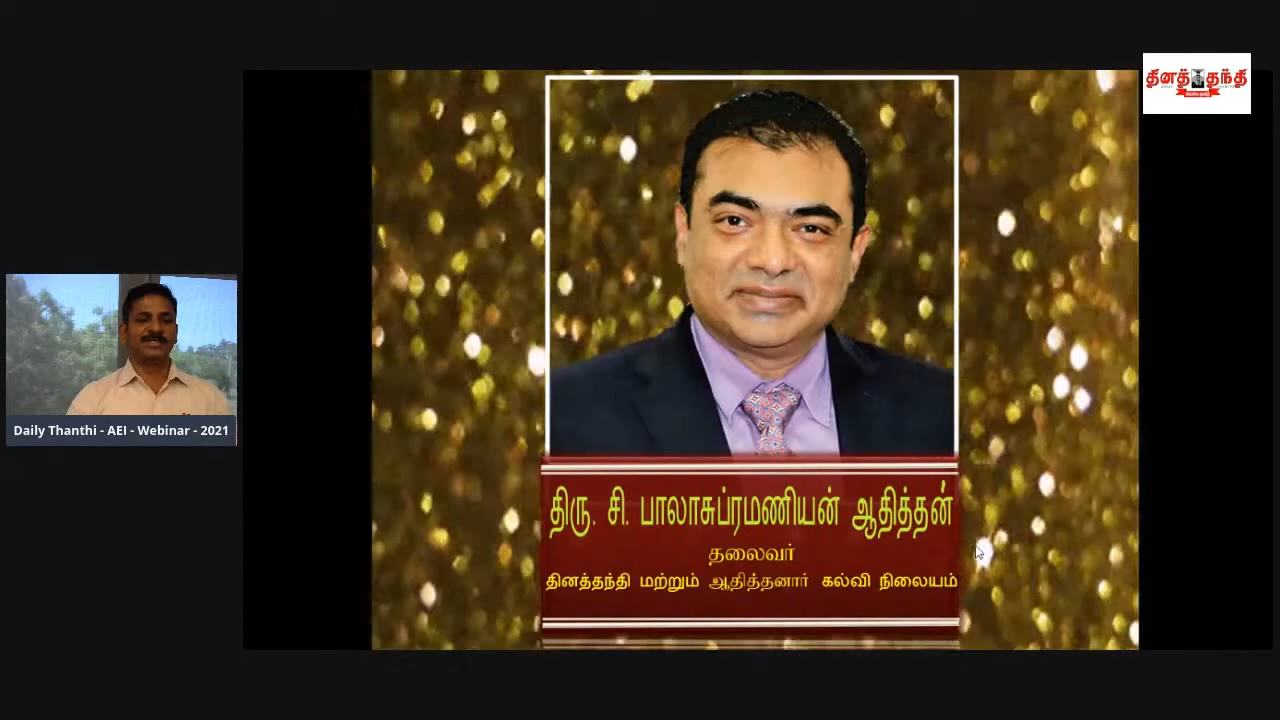 தினத்தந்தி
Daily Thanthi - AEI - Webinar - 2021
திரு. சி. பாலாசுப்ரமணியன் ஆதித்தன்
தலைவர்
தினத்தந்தி மற்றும் ஆதித்தனார் கல்வி நிலையம்